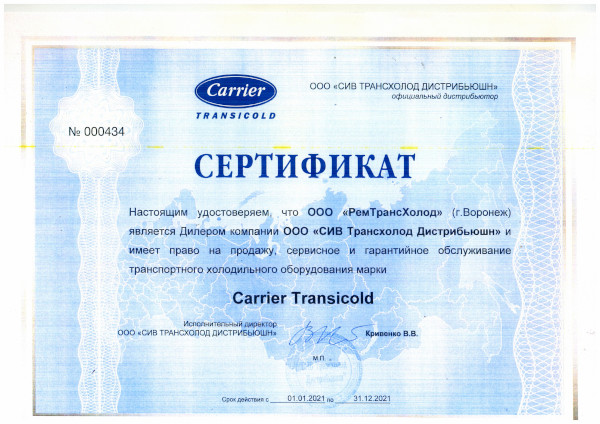 Carrier
TRANSICOLD
ООО «СИВ ТРАНСХОЛОД ДИСТРИБЬЮШН»
официальный дистрибьютор
№ 000434
СЕРТИФИКАТ
Настоящим удостоверяем, что ООО «РемТрансХолод» (г.Воронеж)
является Дилером компании ООО «СИВ Трансхолод Дистрибьюшн» и
имеет право на продажу, сервисное и гарантийное обслуживание
транспортного холодильного оборудования марки
Carrier Transicold
Исполнительный директор
ООО «СИВ ТРАНСХОЛОД ДИСТРИБЬЮШН»
Кривенко В.В.
м.п.
Срок действия с 01.01.2021 по 31.12.2021